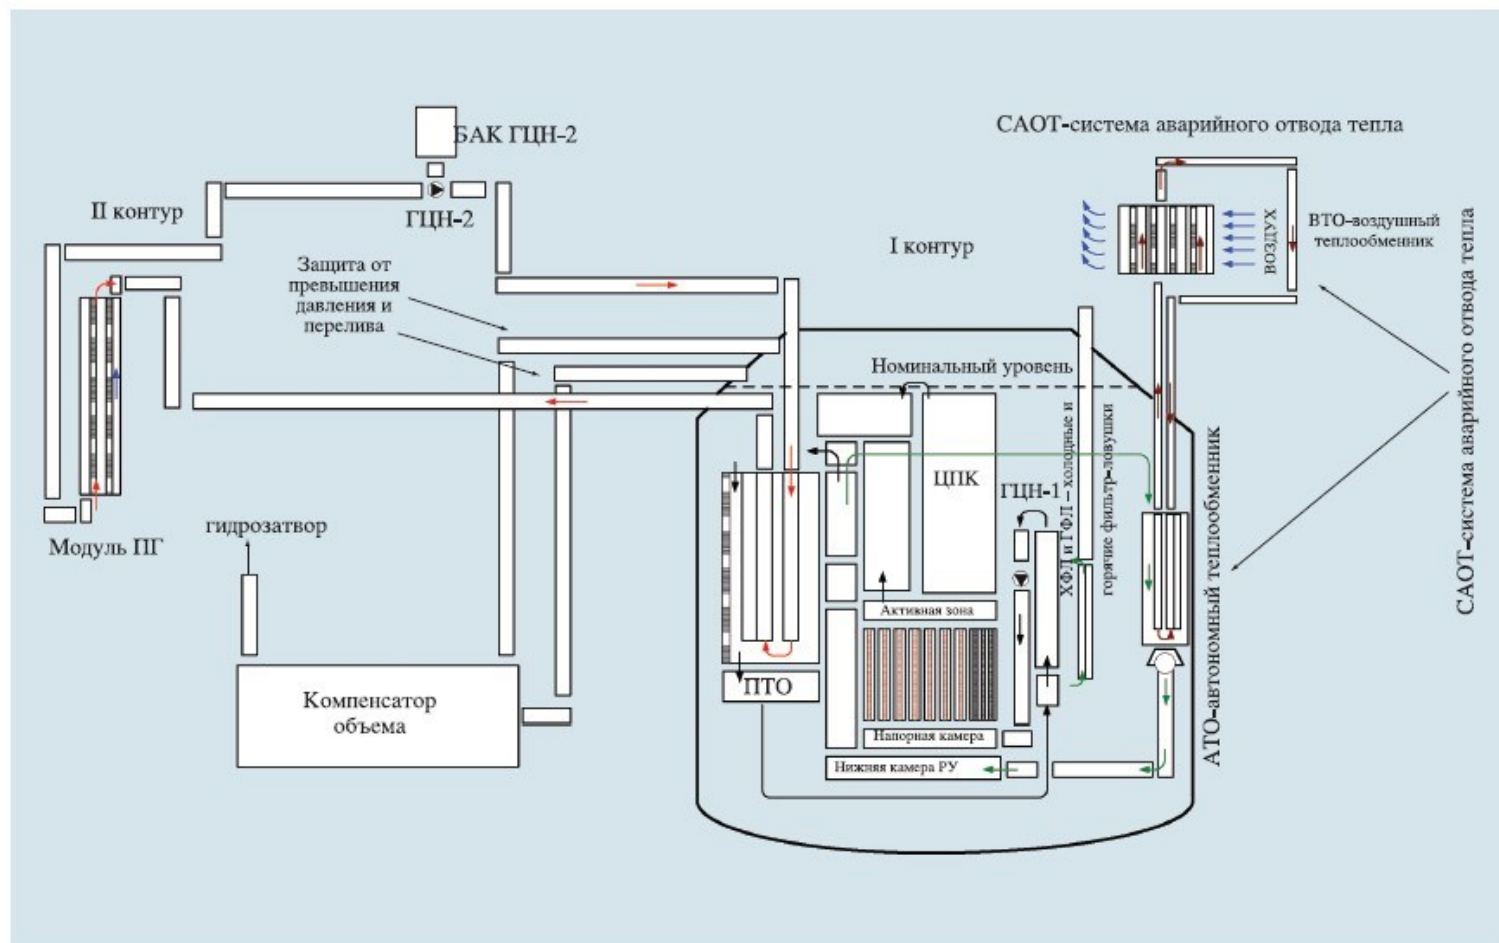 САОТ-система аварийного отвода тепла
БАК ГЦН-2
ГЦН-2
II контур
I контур
ВОЗДУХ
ВТО-воздушный
теплообменник
Защита от
превышения
давления и
перелива
Номинальный уровень
САОТ-система аварийного отвода тепла
ХФЛ и ГФЛ – холодные и
горячие фильтр-ловушки
АТО-автономный теплообменник
ЦПК
ГЦН-1
гидрозатвор
Модуль ПГ
Активная зона
ПТО
Компенсатор
объема
Напорная камера
Нижняя камера РУ